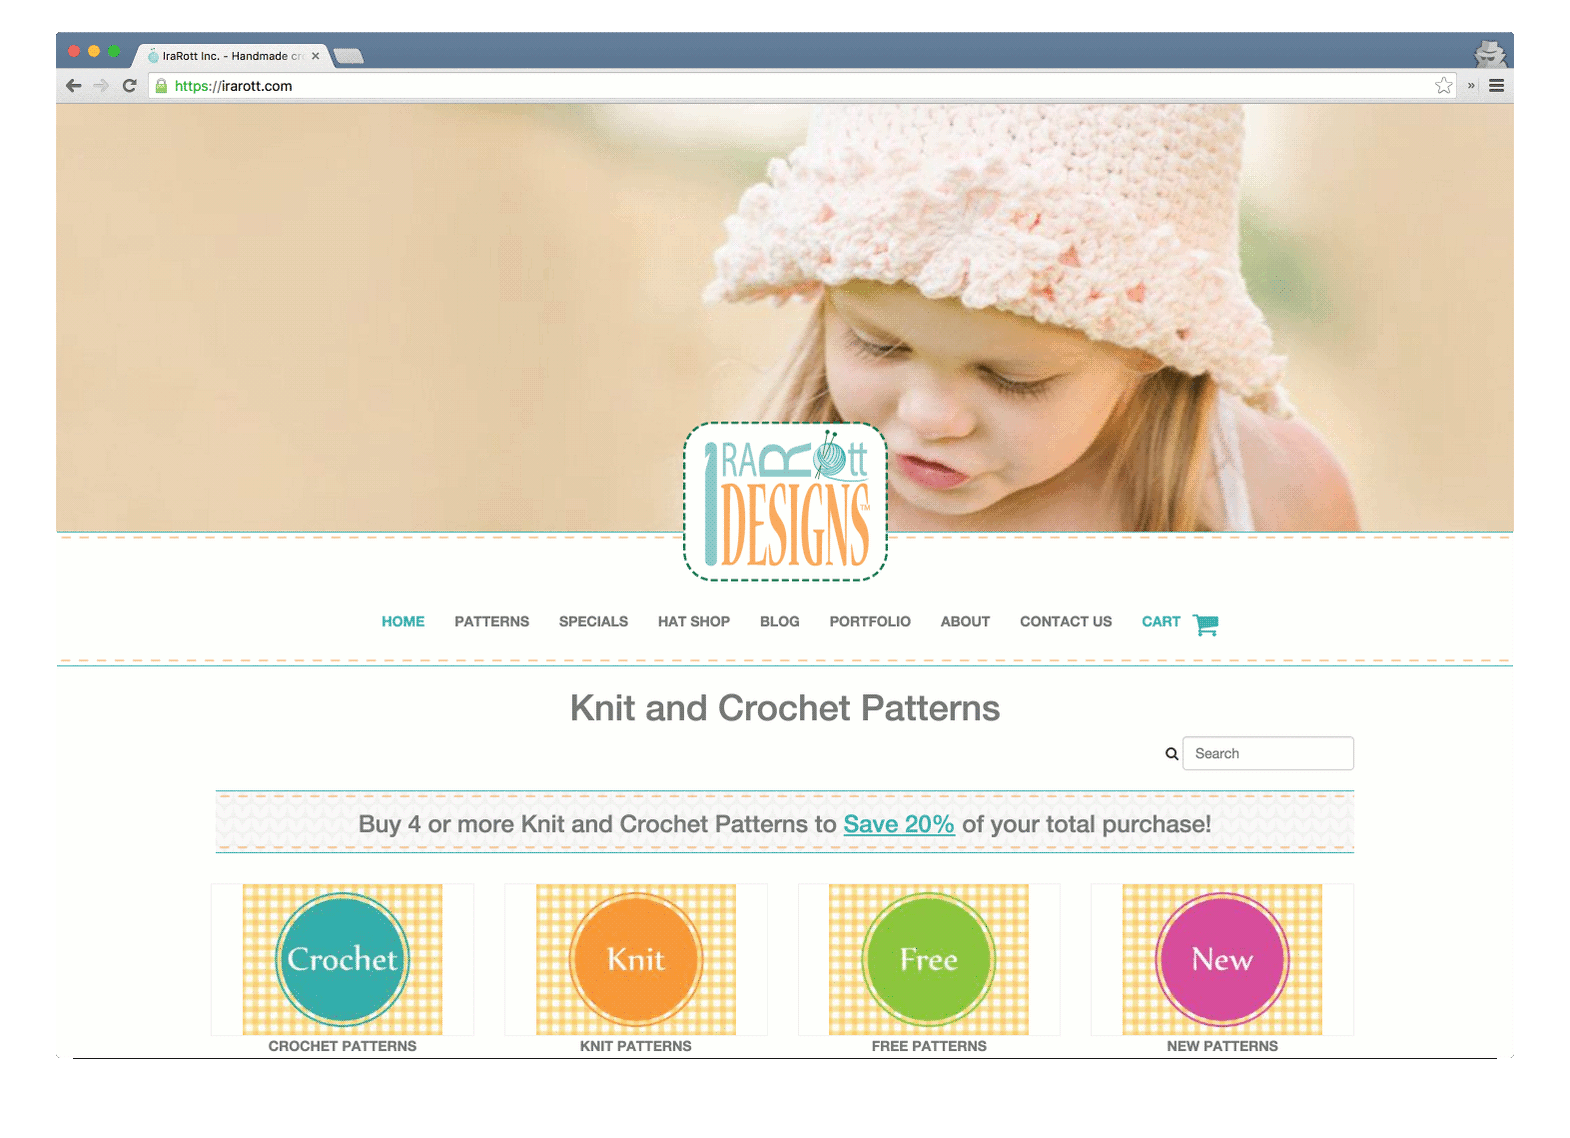 IraRott Inc. - Handmade cr
https://irarott.com
IRAROtt
DESIGNS™
HOME PATTERNS SPECIALS HAT SHOP BLOG PORTFOLIO ABOUT CONTACT US CART
Knit and Crochet Patterns
Search
Buy 4 or more Knit and Crochet Patterns to Save 20% of your total purchase!
Crochet Knit Free New
CROCHET PATTERNS KNIT PATTERNS FREE PATTERNS NEW PATTERNS